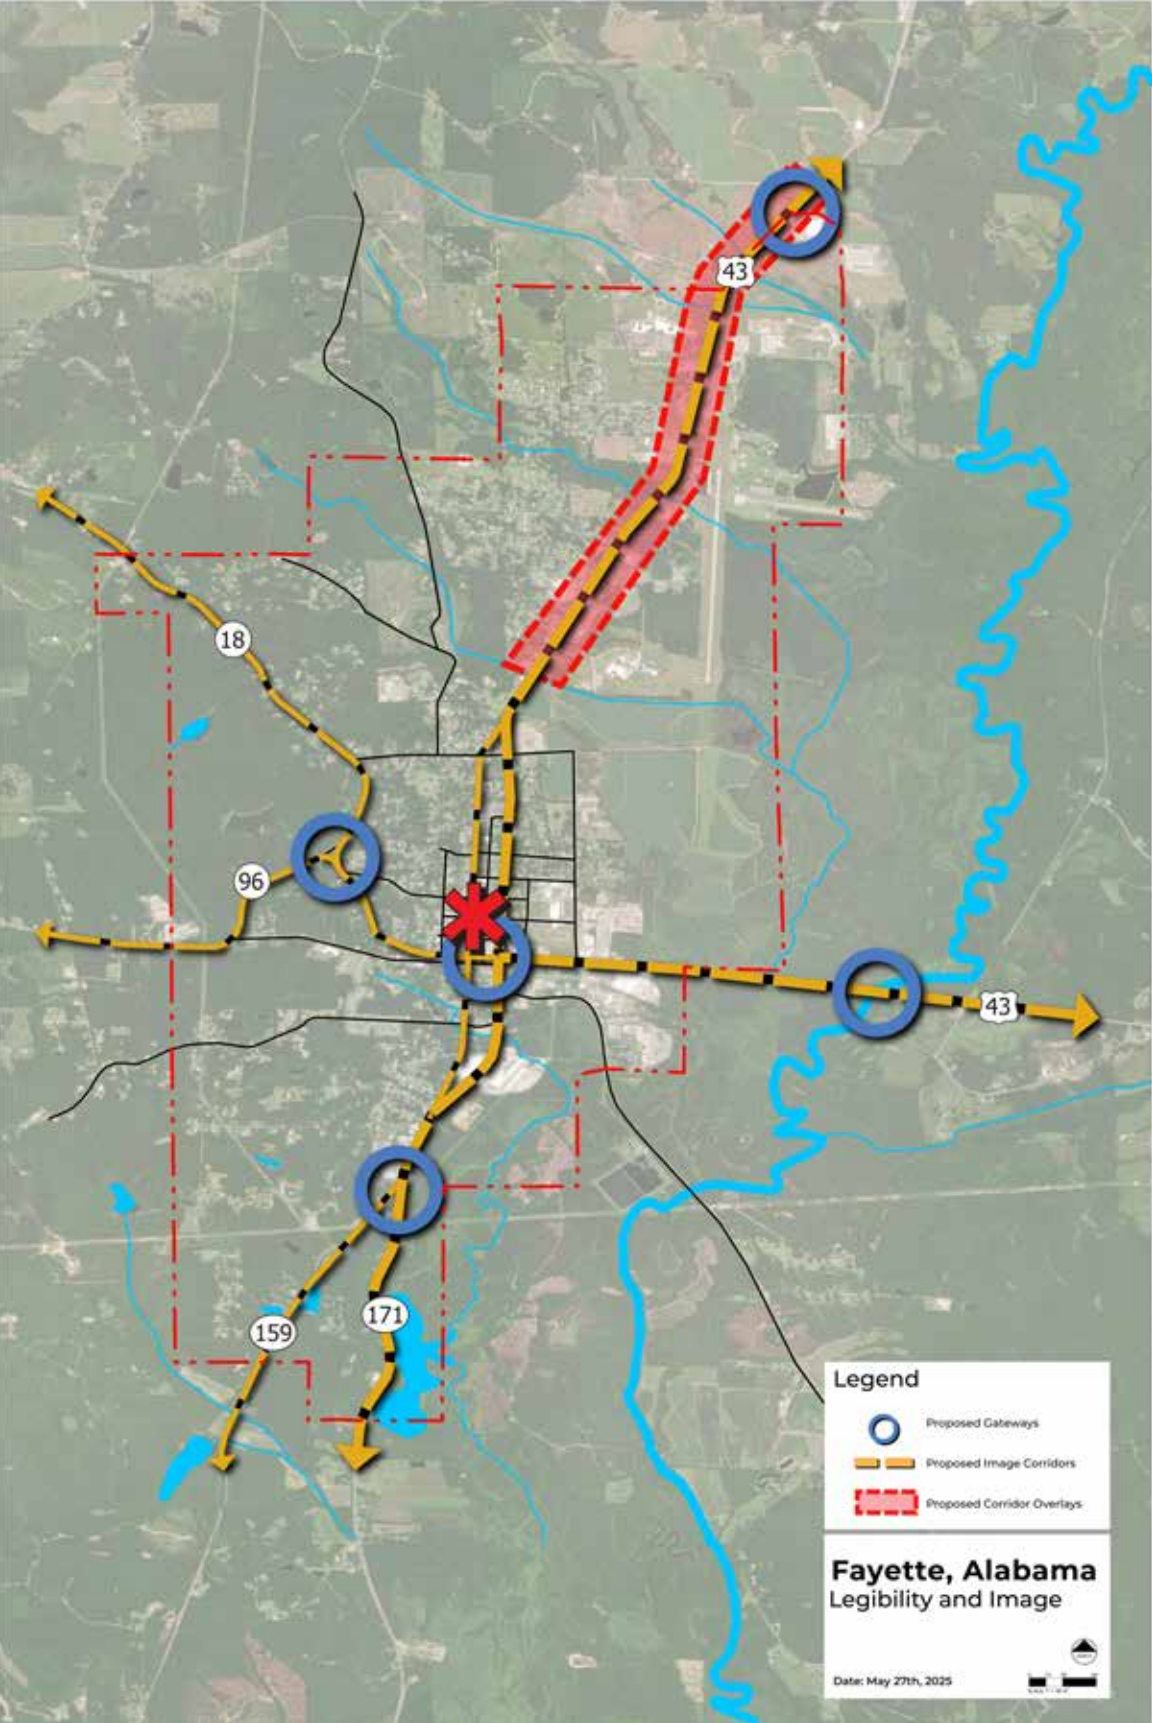 43
18
96
43
171
159
Legend
Proposed Gateways
Proposed Image Corridors
Proposed Corridor Overlays
Fayette, Alabama
Legibility and Image
Date: May 27th, 2025